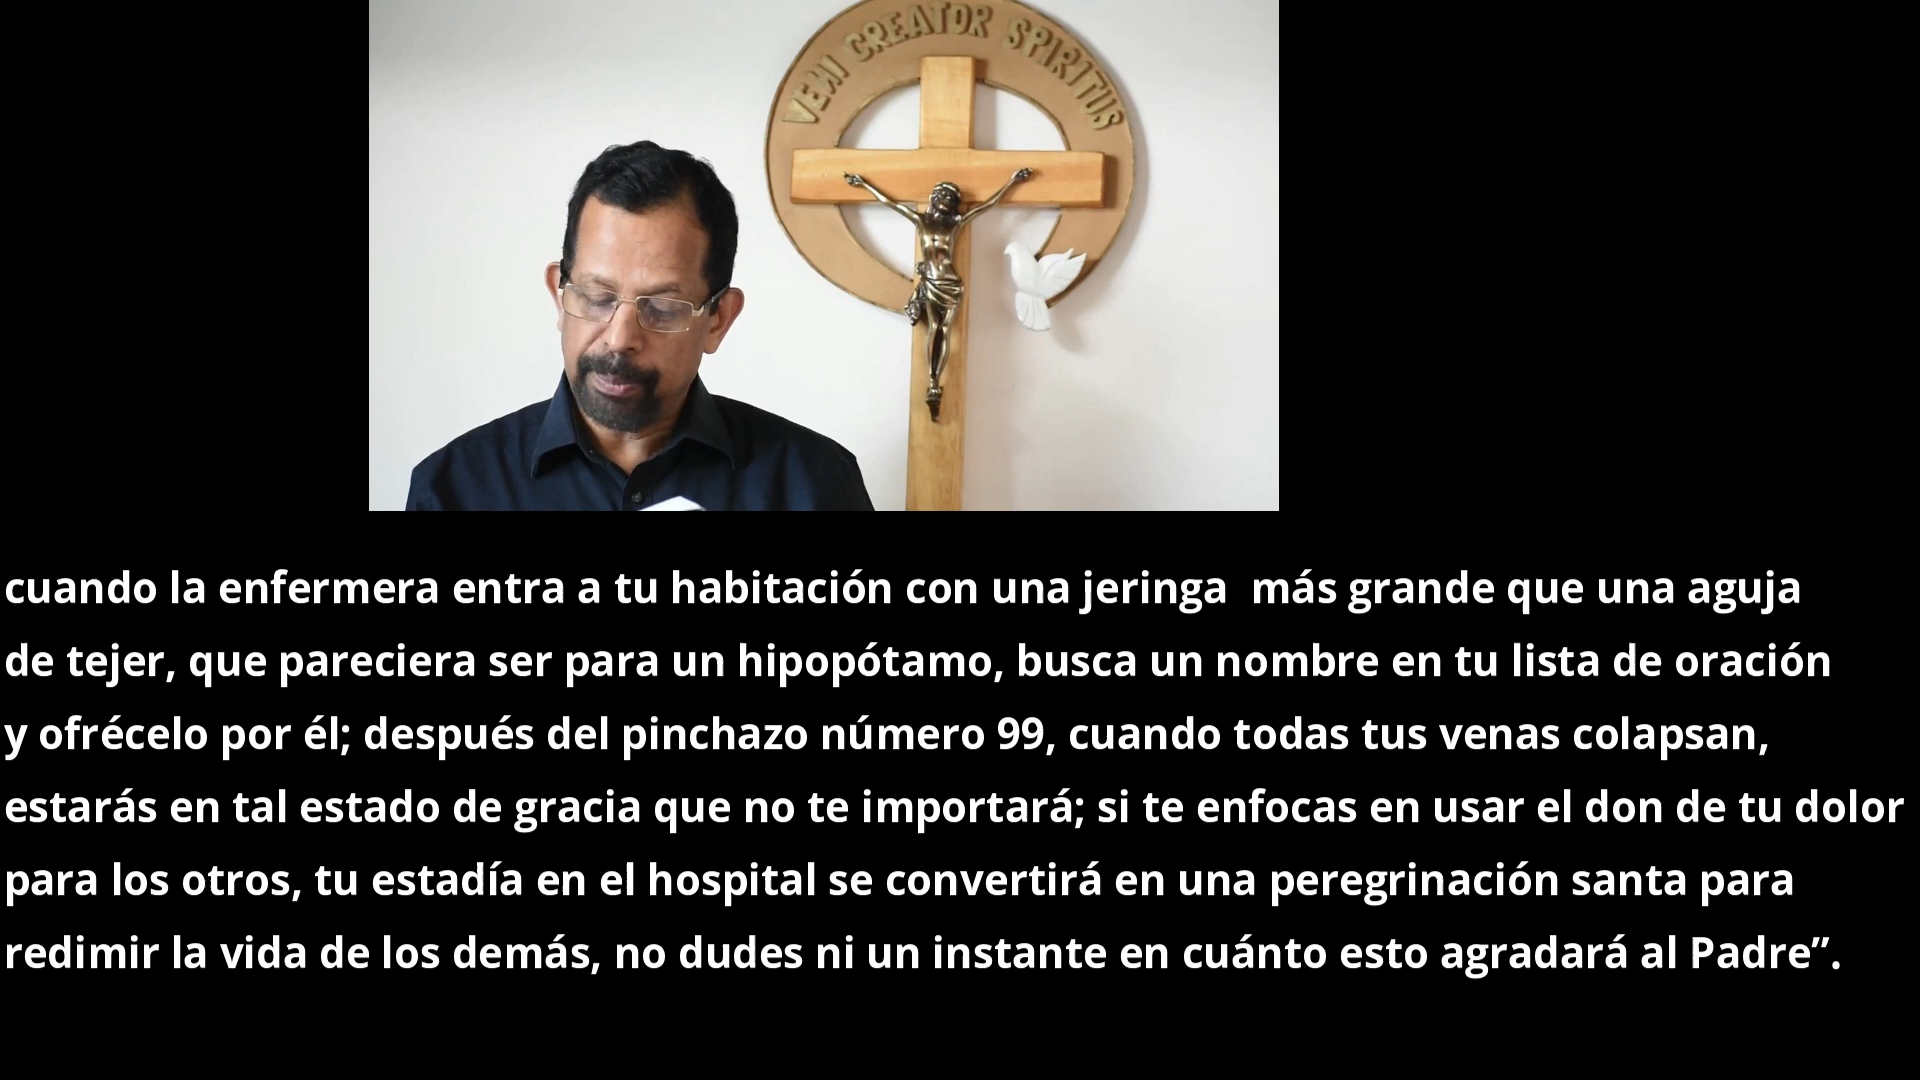 VENI CREATOR SPIRITUS
cuando la enfermera entra a tu habitación con una jeringa  más grande que una aguja
de tejer, que pareciera ser para un hipopótamo, busca un nombre en tu lista de oración
y ofrécelo por él; después del pinchazo número 99, cuando todas tus venas colapsan,
estarás en tal estado de gracia que no te importará; si te enfocas en usar el don de tu dolor
para los otros, tu estadía en el hospital se convertirá en una peregrinación santa para
redimir la vida de los demás, no dudes ni un instante en cuánto esto agradará al Padre”.